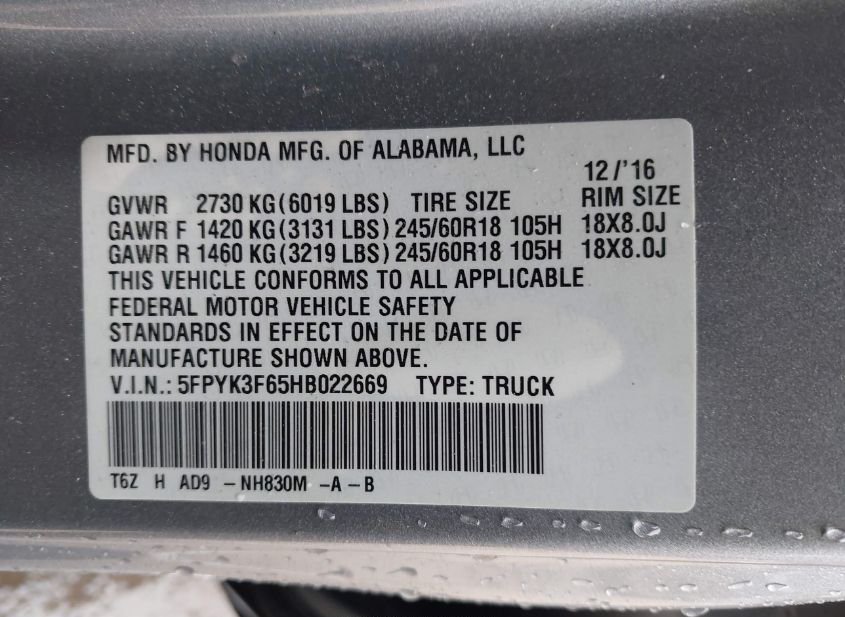 MFD. BY HONDA MFG. OF ALABAMA, LLC
12/'16
GVWR 2730 KG(6019 LBS) TIRE SIZE RIM SIZE
GAWR F 1420 KG(3131 LBS) 245/60R18 105H 18X8.0J
GAWR R 1460 KG(3219 LBS) 245/60R18 105H 18X8.0J
THIS VEHICLE CONFORMS TO ALL APPLICABLE
FEDERAL MOTOR VEHICLE SAFETY
STANDARDS IN EFFECT ON THE DATE OF
MANUFACTURE SHOWN ABOVE.
V.I.N.: 5FPYK3F65HB022669 TYPE: TRUCK
T6Z H AD9 -NH830M -A-B